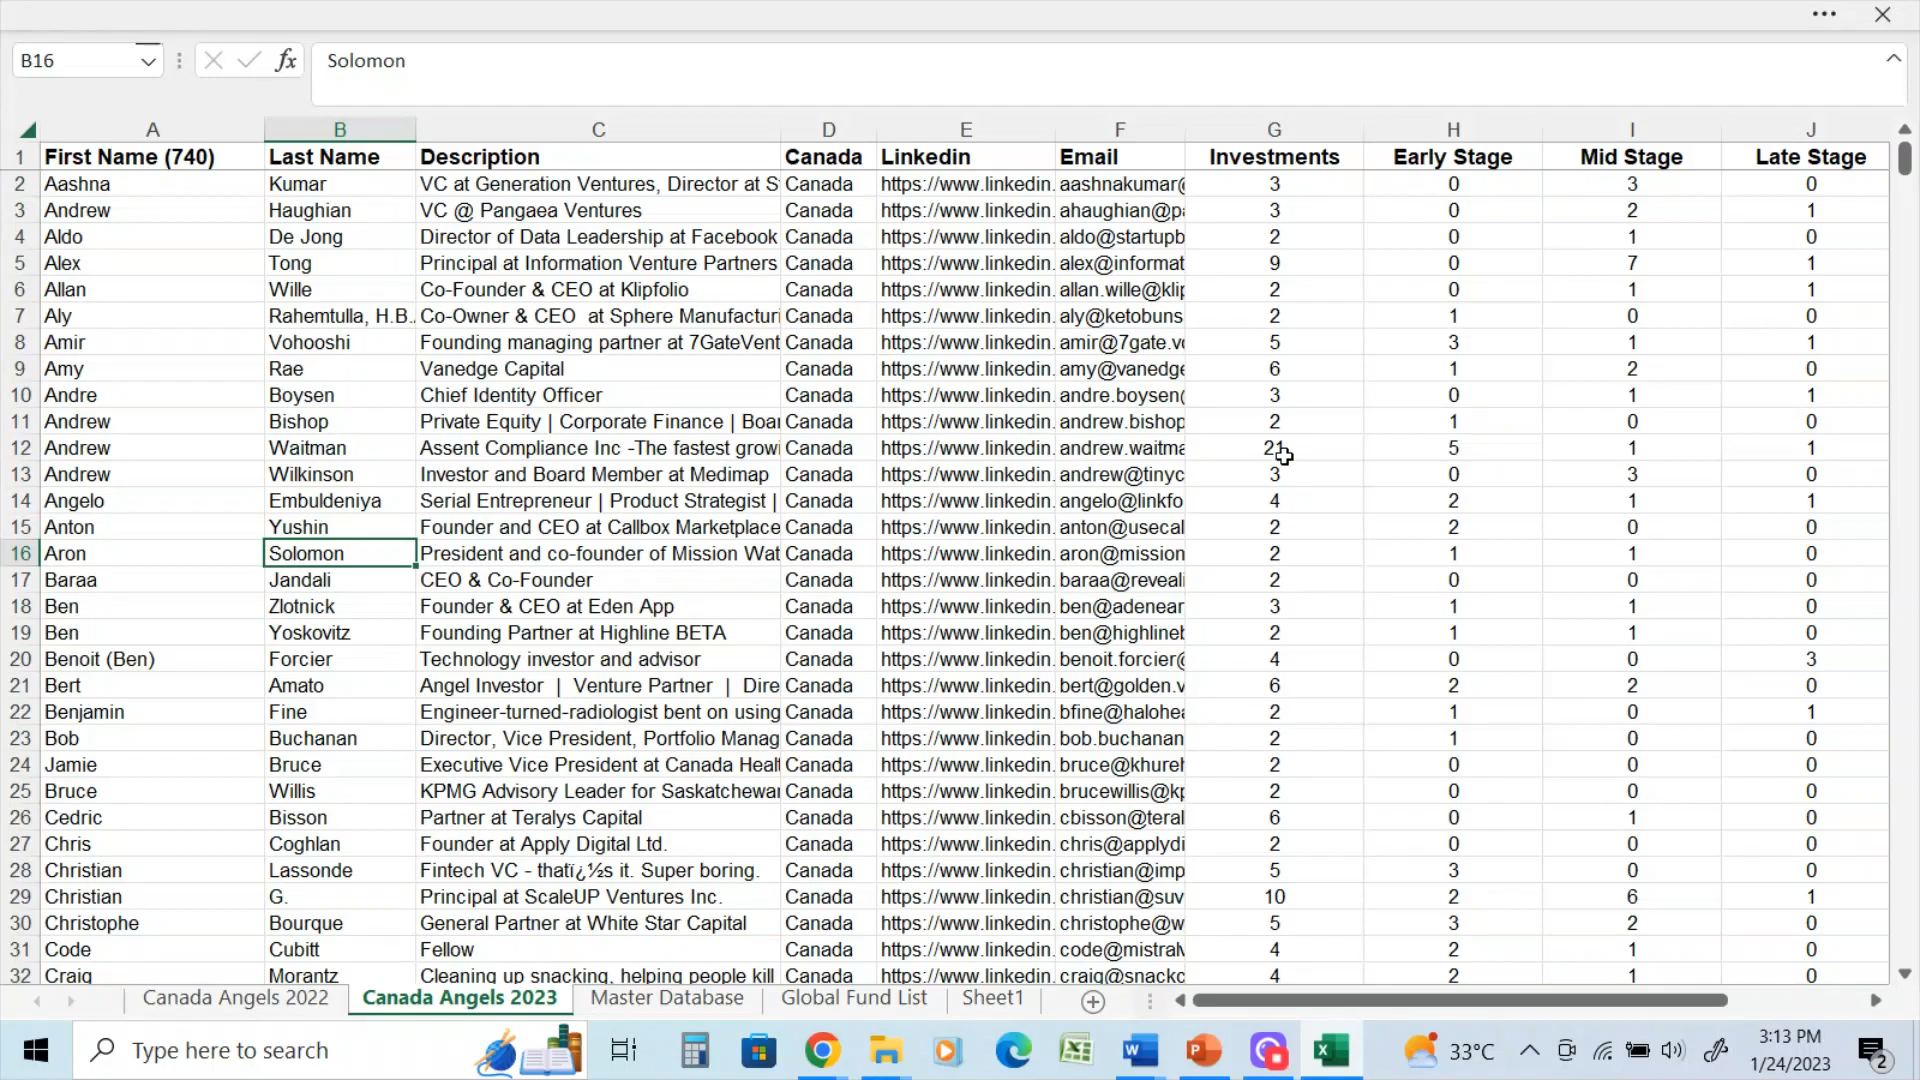 B16 fx Solomon
A B C D E F G H I J
1 First Name (740) Last Name Description Canada Linkedin Email Investments Early Stage Mid Stage Late Stage
2 Aashna Kumar VC at Generation Ventures, Director at S Canada https://www.linkedin. aashnakumar@ 3 0 3 0
3 Andrew Haughian VC @ Pangaea Ventures Canada https://www.linkedin. ahaughian@pa 3 0 2 1
4 Aldo De Jong Director of Data Leadership at Facebook Canada https://www.linkedin. aldo@startupb 2 0 1 0
5 Alex Tong Principal at Information Venture Partners Canada https://www.linkedin. alex@informat 9 0 7 1
6 Allan Wille Co-Founder & CEO at Klipfolio Canada https://www.linkedin. allan.wille@klip 2 0 1 1
7 Aly Rahemtulla, H.B. Co-Owner & CEO at Sphere Manufacturi Canada https://www.linkedin. aly@ketobuns 2 1 0 0
8 Amir Vohooshi Founding managing partner at 7GateVent Canada https://www.linkedin. amir@7gate.vc 5 3 1 1
9 Amy Rae Vanedge Capital Canada https://www.linkedin. amy@vanedge 6 1 2 0
10 Andre Boysen Chief Identity Officer Canada https://www.linkedin. andre.boysen@ 3 0 1 1
11 Andrew Bishop Private Equity | Corporate Finance | Boar Canada https://www.linkedin. andrew.bishop 2 1 0 0
12 Andrew Waitman Assent Compliance Inc -The fastest growi Canada https://www.linkedin. andrew.waitma 21 5 1 1
13 Andrew Wilkinson Investor and Board Member at Medimap Canada https://www.linkedin. andrew@tinyc 3 0 3 0
14 Angelo Embuldeniya Serial Entrepreneur | Product Strategist | Canada https://www.linkedin. angelo@linkfo 4 2 1 1
15 Anton Yushin Founder and CEO at Callbox Marketplace Canada https://www.linkedin. anton@usecal 2 2 0 0
16 Aron Solomon President and co-founder of Mission Wat Canada https://www.linkedin. aron@mission 2 1 1 0
17 Baraa Jandali CEO & Co-Founder Canada https://www.linkedin. baraa@reveali 2 0 0 0
18 Ben Zlotnick Founder & CEO at Eden App Canada https://www.linkedin. ben@adenear 3 1 1 0
19 Ben Yoskovitz Founding Partner at Highline BETA Canada https://www.linkedin. ben@highlineb 2 1 1 0
20 Benoit (Ben) Forcier Technology investor and advisor Canada https://www.linkedin. benoit.forcier@ 4 0 0 3
21 Bert Amato Angel Investor | Venture Partner | Dire Canada https://www.linkedin. bert@golden.v 6 2 2 0
22 Benjamin Fine Engineer-turned-radiologist bent on using Canada https://www.linkedin. bfine@halohea 2 1 0 1
23 Bob Buchanan Director, Vice President, Portfolio Manag Canada https://www.linkedin. bob.buchanan 2 1 0 0
24 Jamie Bruce Executive Vice President at Canada Healt Canada https://www.linkedin. bruce@khureh 2 0 0 0
25 Bruce Willis KPMG Advisory Leader for Saskatchewan Canada https://www.linkedin. brucewillis@kp 2 0 0 0
26 Cedric Bisson Partner at Teralys Capital Canada https://www.linkedin. cbisson@teral 6 0 1 0
27 Chris Coghlan Founder at Apply Digital Ltd. Canada https://www.linkedin. chris@applydi 2 0 0 0
28 Christian Lassonde Fintech VC - thatï¿½s it. Super boring. Canada https://www.linkedin. christian@imp 5 3 0 0
29 Christian G. Principal at ScaleUP Ventures Inc. Canada https://www.linkedin. christian@suv 10 2 6 1
30 Christophe Bourque General Partner at White Star Capital Canada https://www.linkedin. christophe@w 5 3 2 0
31 Code Cubitt Fellow Canada https://www.linkedin. code@mistralv 4 2 1 0
32 Craig Morantz Cleaning up snacking, helping people kill Canada https://www.linkedin. craig@snackc 4 2 1 0
Canada Angels 2022 Canada Angels 2023 Master Database Global Fund List Sheet1
Type here to search 33°C 3:13 PM
1/24/2023 2